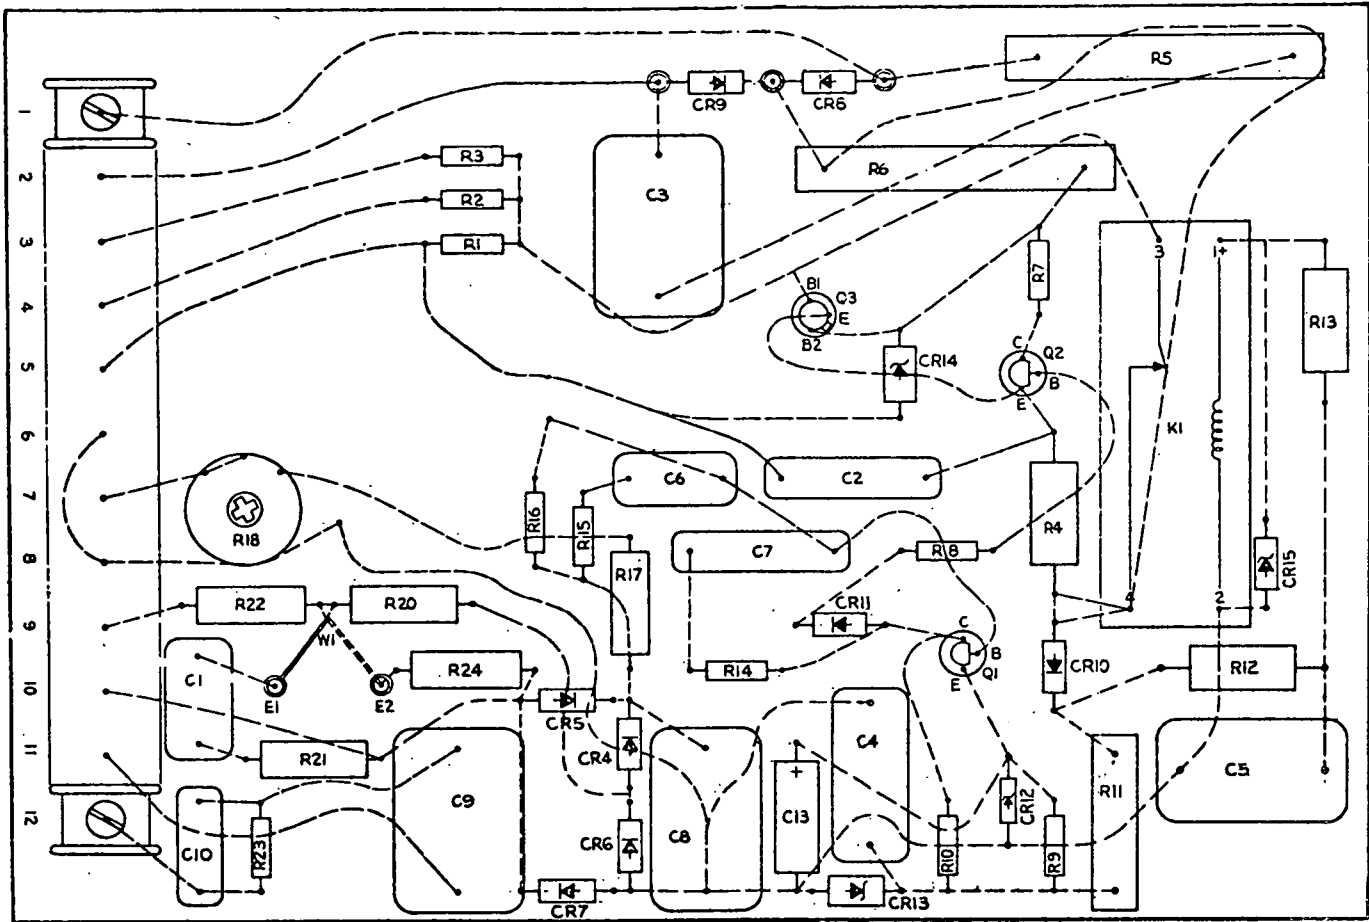 1
2
3
4
5
6
7
8
9
10
11
12
CR9
CR6
R5
R3
R2
R1
C3
R6
R7
3
1+
R13
B1
Q3
E
B2
CR14
C
Q2
B
E
K1
R18
R16
R15
C6
C2
R4
C7
R17
R8
CR15
R22
R20
W1
CR11
4
2
C
B
Q1
E
C1
E1
E2
R24
R14
CR10
R12
CR5
R21
CR4
C4
C5
C9
C8
+
C13
CR12
R11
C10
R23
CR6
R10
R9
CR7
CR13